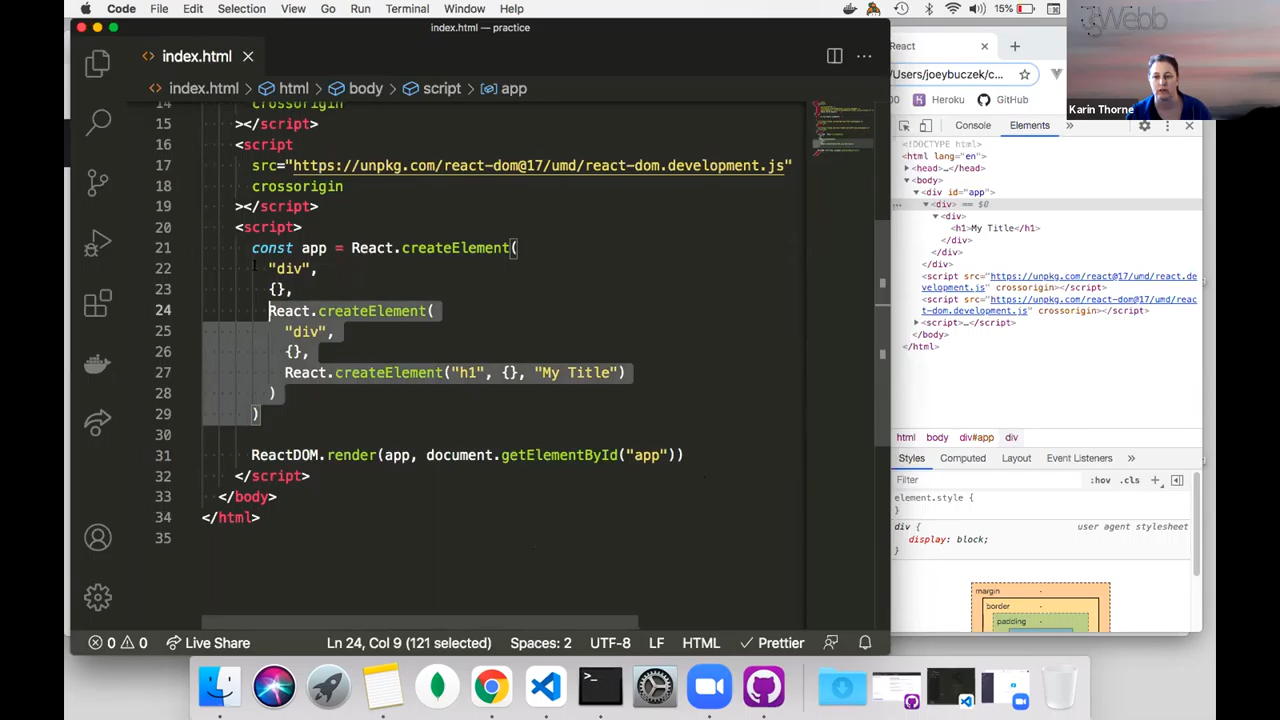 Code File Edit Selection View Go Run Terminal Window Help 15%
index.html — practice
index.html
index.html > html > body > script > app
14 crossorigin
15 ></script>
16 <script
17 src="https://unpkg.com/react-dom@17/umd/react-dom.development.js"
18 crossorigin
19 ></script>
20 <script>
21 const app = React.createElement(
22 "div",
23 {},
24 React.createElement(
25 "div",
26 {},
27 React.createElement("h1", {}, "My Title")
28 )
29 )
30
31 ReactDOM.render(app, document.getElementById("app"))
32 </script>
33 </body>
34 </html>
35
0 0 Live Share Ln 24, Col 9 (121 selected) Spaces: 2 UTF-8 LF HTML Prettier
React
/Users/joeybuczek/c...
00 Heroku GitHub
Karin Thorne
Console Elements »
<!DOCTYPE html>
<html lang="en">
<head>…</head>
<body>
<div id="app">
… <div> == $0
<div>
<h1>My Title</h1>
</div>
</div>
</div>
<script src="https://unpkg.com/react@17/umd/react.de
velopment.js" crossorigin></script>
<script src="https://unpkg.com/react-dom@17/umd/reac
t-dom.development.js" crossorigin></script>
<script>…</script>
</body>
</html>
html body div#app div
Styles Computed Layout Event Listeners »
Filter :hov .cls +
element.style {
}
div { user agent stylesheet
display: block;
}
margin -
border -
padding -